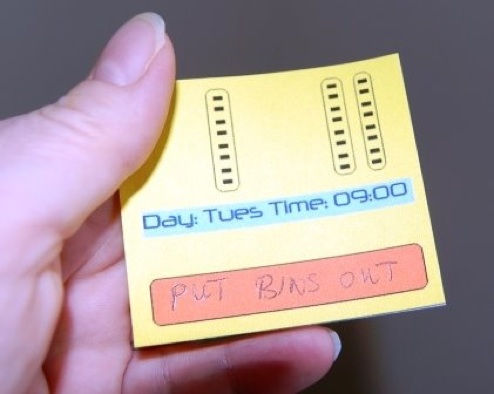 Day: Tues Time: 09:00
PUT BINS OUT